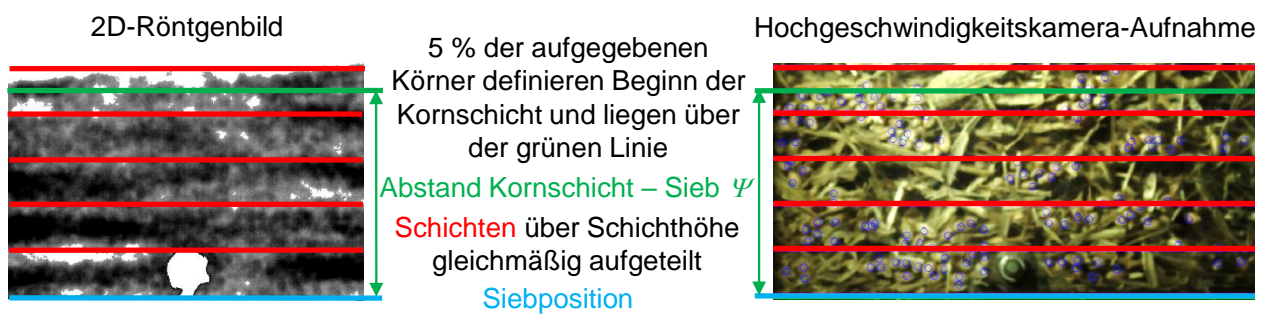 2D-Röntgenbild
5 % der aufgegebenen
Körner definieren Beginn der
Kornschicht und liegen über
der grünen Linie
Abstand Kornschicht – Sieb Ψ
Schichten über Schichthöhe
gleichmäßig aufgeteilt
Siebposition
Hochgeschwindigkeitskamera-Aufnahme